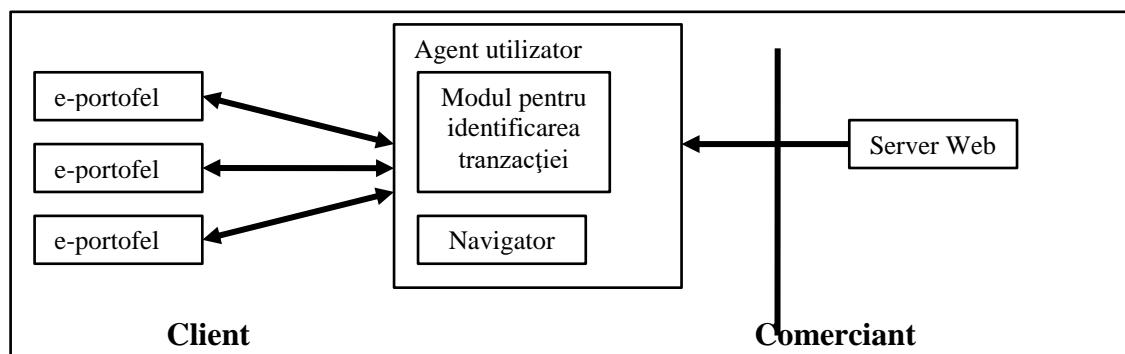 Agent utilizator
e-portofel
e-portofel
e-portofel
Modul pentru
identificarea
tranzacţiei
Navigator
Server Web
Client
Comerciant